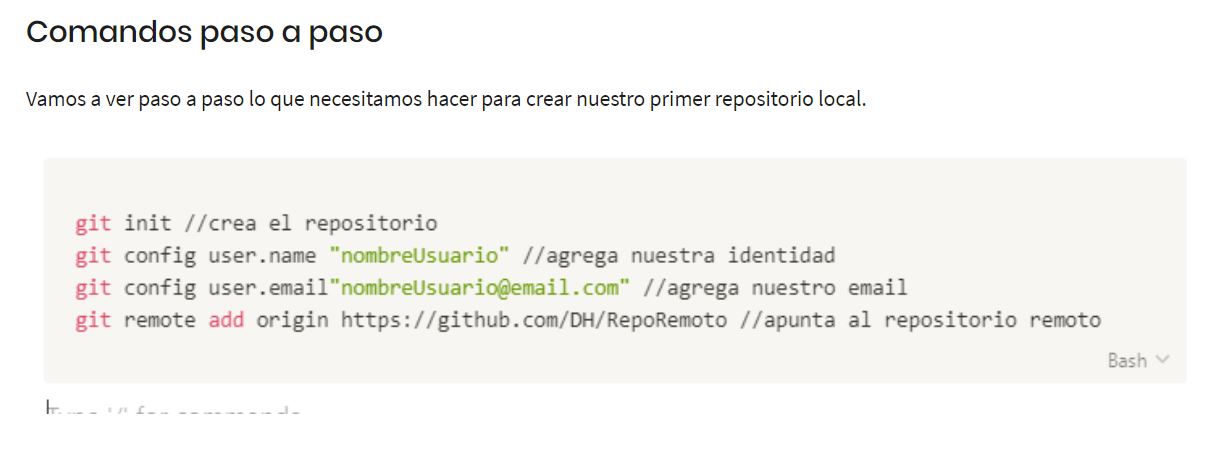 Comandos paso a paso
Vamos a ver paso a paso lo que necesitamos hacer para crear nuestro primer repositorio local.
git init //crea el repositorio
git config user.name "nombreUsuario" //agrega nuestra identidad
git config user.email"nombreUsuario@email.com" //agrega nuestro email
git remote add origin https://github.com/DH/RepoRemoto //apunta al repositorio remoto
Bash